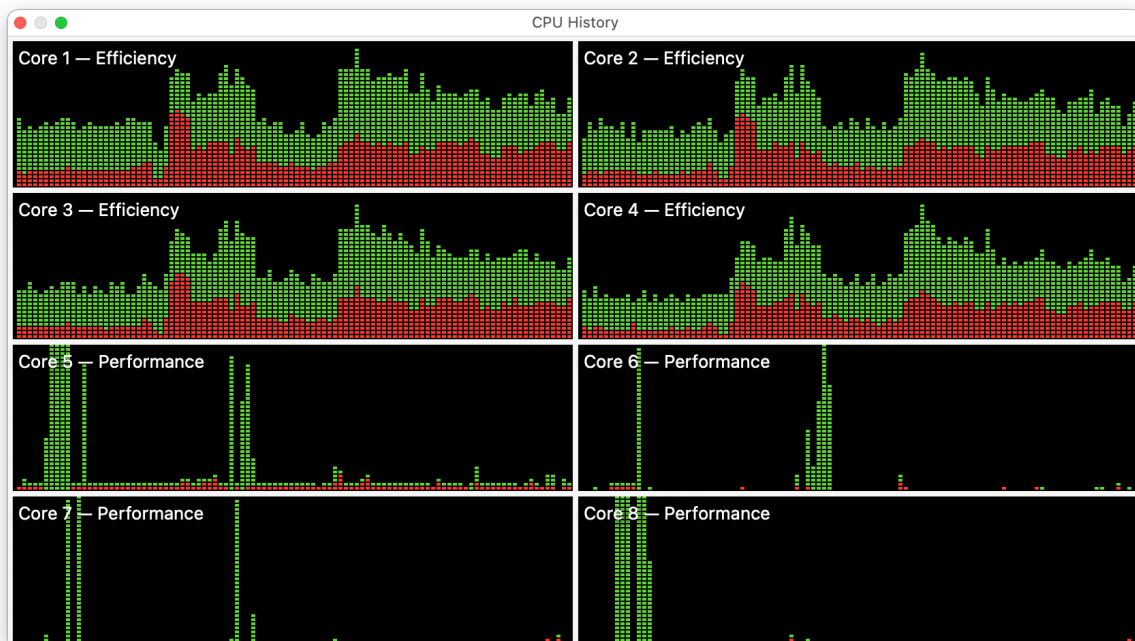 CPU History
Core 1 — Efficiency
Core 2 — Efficiency
Core 3 — Efficiency
Core 4 — Efficiency
Core 5 — Performance
Core 6 — Performance
Core 7 — Performance
Core 8 — Performance